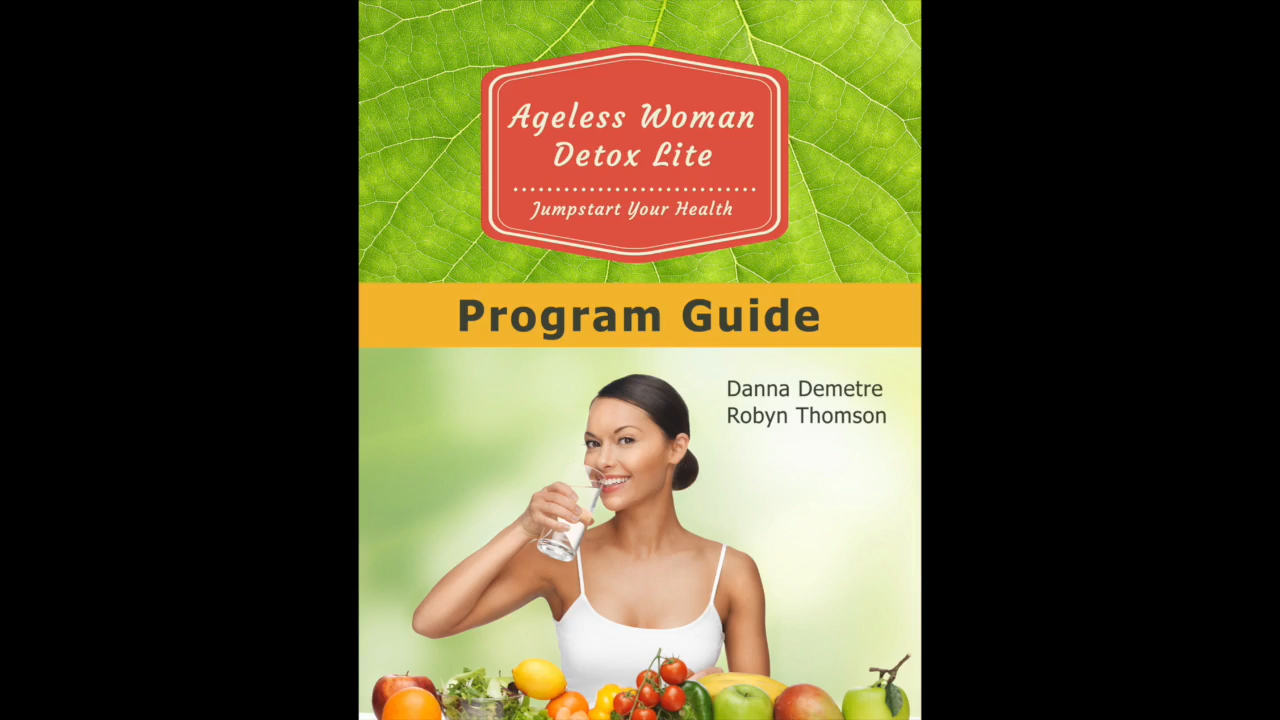 Ageless Woman
Detox Lite
Jumpstart Your Health
Program Guide
Danna Demetre
Robyn Thomson